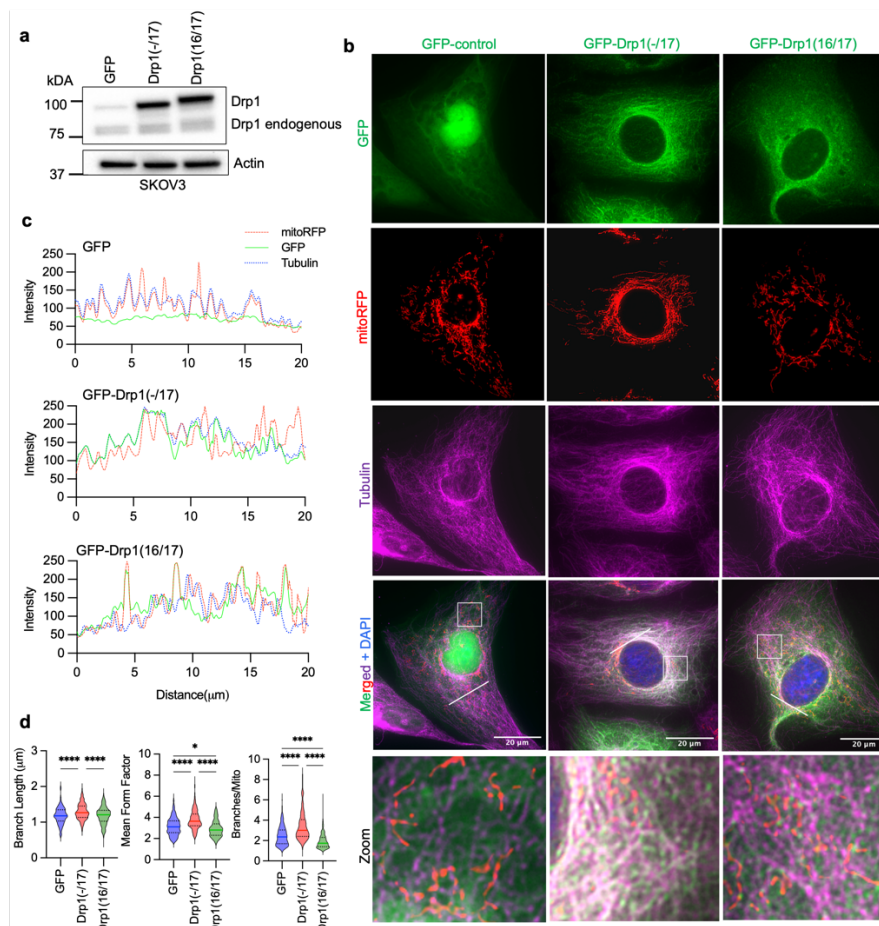 a
kDA
GFP
Drp1(-/17)
Drp1(16/17)
100
75
37
Drp1
Drp1 endogenous
Actin
SKOV3
b
GFP-control
GFP-Drp1(-/17)
GFP-Drp1(16/17)
GFP
mitoRFP
Tubulin
Merged + DAPI
20 µm
20 µm
20 µm
Zoom
c
GFP
mitoRFP
GFP
Tubulin
Intensity
250
200
150
100
50
0
0 5 10 15 20
GFP-Drp1(-/17)
Intensity
250
200
150
100
50
0
0 5 10 15 20
GFP-Drp1(16/17)
Intensity
250
200
150
100
50
0
0 5 10 15 20
Distance(µm)
d
Branch Length (µm)
3
2
1
0
**** ****
GFP
Drp1(-/17)
Drp1(16/17)
Mean Form Factor
10
8
6
4
2
0
*
**** ****
GFP
Drp1(-/17)
Drp1(16/17)
Branches/Mito
10
8
6
4
2
0
****
**** ****
GFP
Drp1(-/17)
Drp1(16/17)